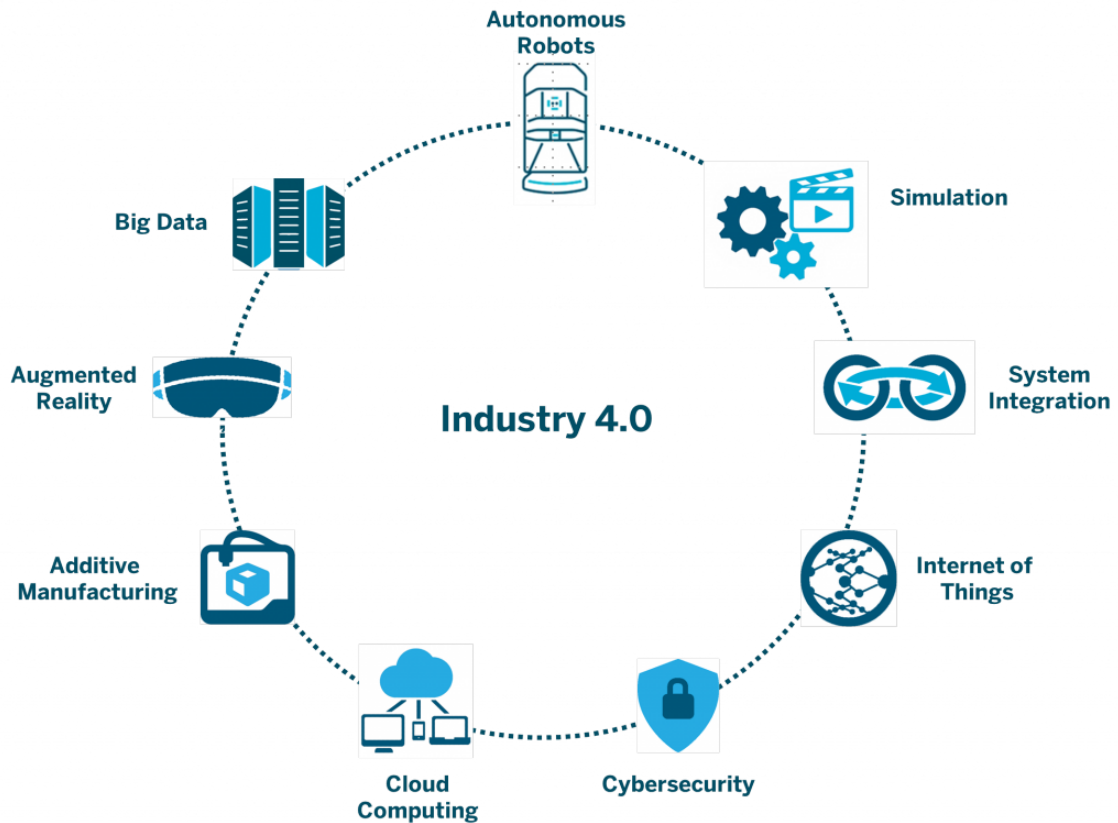 Autonomous
Robots
Simulation
Big Data
System
Integration
Augmented
Reality
Industry 4.0
Internet of
Things
Additive
Manufacturing
Cloud
Computing
Cybersecurity